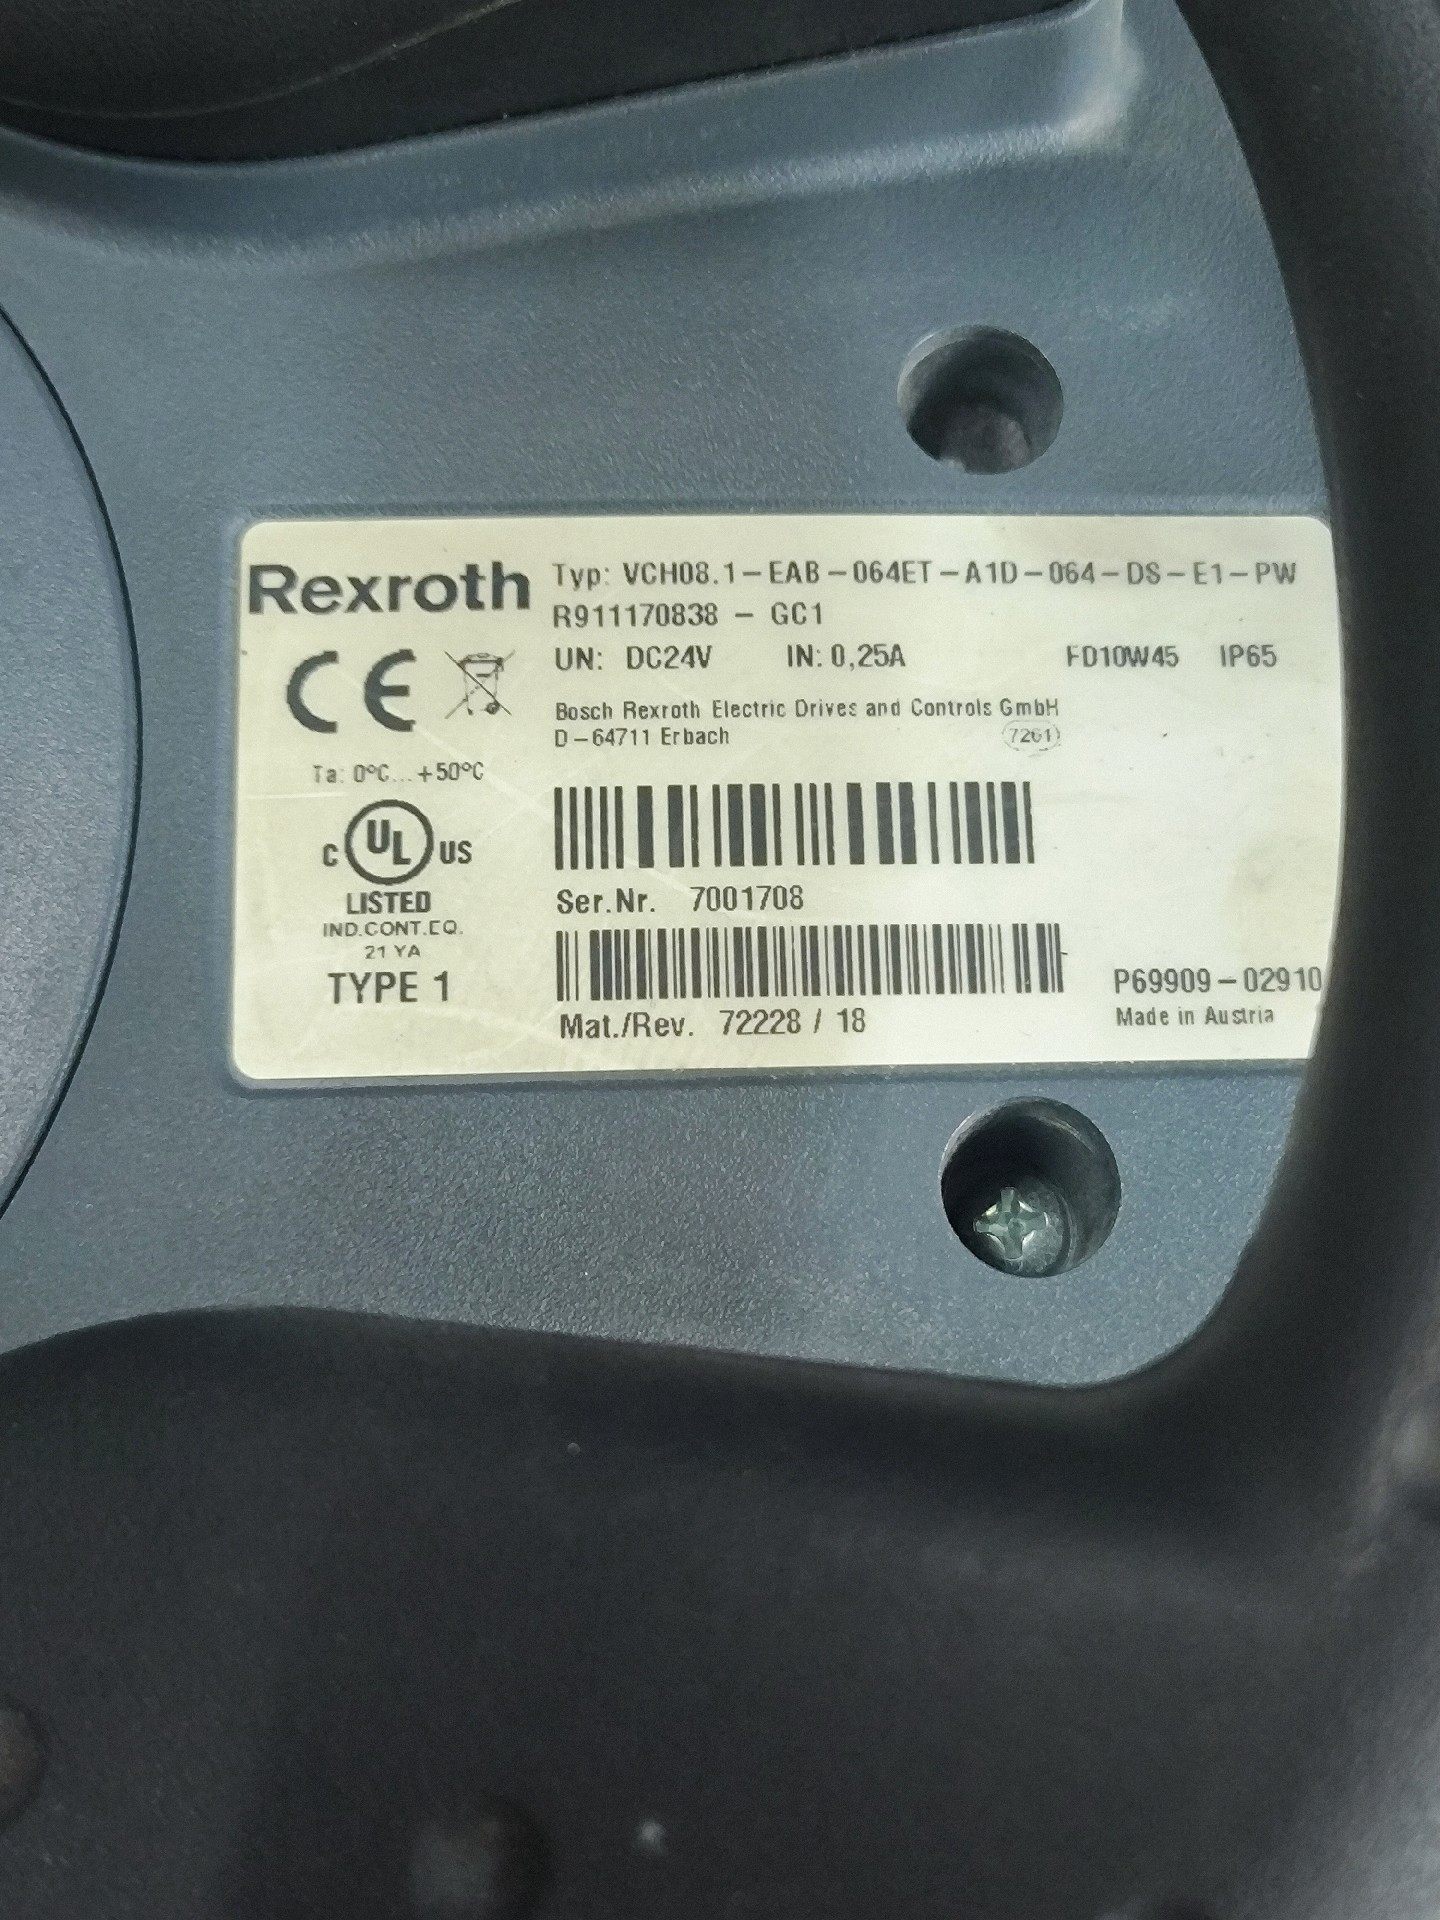 Rexroth
Typ: VCH08.1-EAB-064ET-A1D-064-DS-E1-PW
R911170838 - GC1
UN: DC24V IN: 0,25A FD10W45 IP65
Bosch Rexroth Electric Drives and Controls GmbH
D-64711 Erbach 7261
CE
Ta: 0°C...+50°C
C UL US
LISTED
IND.CONT.EQ.
21 YA
TYPE 1
Ser.Nr. 7001708
Mat./Rev. 72228 / 18
P69909-02910
Made in Austria